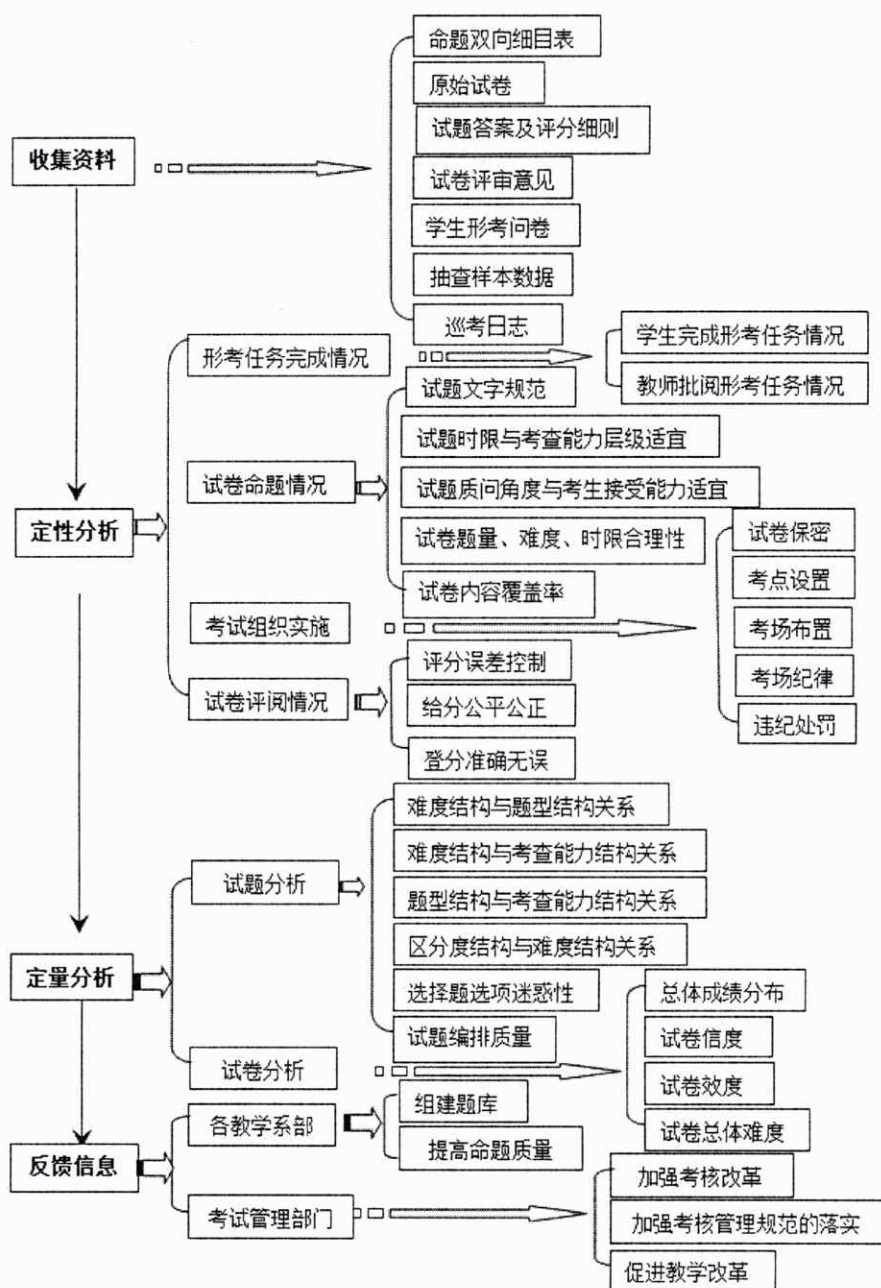 命题双向细目表
原始试卷
试题答案及评分细则
收集资料
试卷评审意见
学生形考问卷
抽查样本数据
巡考日志
形考任务完成情况
学生完成形考任务情况
教师批阅形考任务情况
试题文字规范
试题时限与考查能力层级适宜
试卷命题情况
试题质问角度与考生接受能力适宜
定性分析
试卷题量、难度、时限合理性
试卷内容覆盖率
试卷保密
考点设置
考试组织实施
考场布置
考场纪律
违纪处罚
试卷评阅情况
评分误差控制
给分公平公正
登分准确无误
难度结构与题型结构关系
难度结构与考查能力结构关系
试题分析
题型结构与考查能力结构关系
区分度结构与难度结构关系
定量分析
选择题选项迷惑性
试题编排质量
总体成绩分布
试卷信度
试卷分析
试卷效度
试卷总体难度
各教学系部
组建题库
提高命题质量
反馈信息
加强考核改革
考试管理部门
加强考核管理规范的落实
促进教学改革